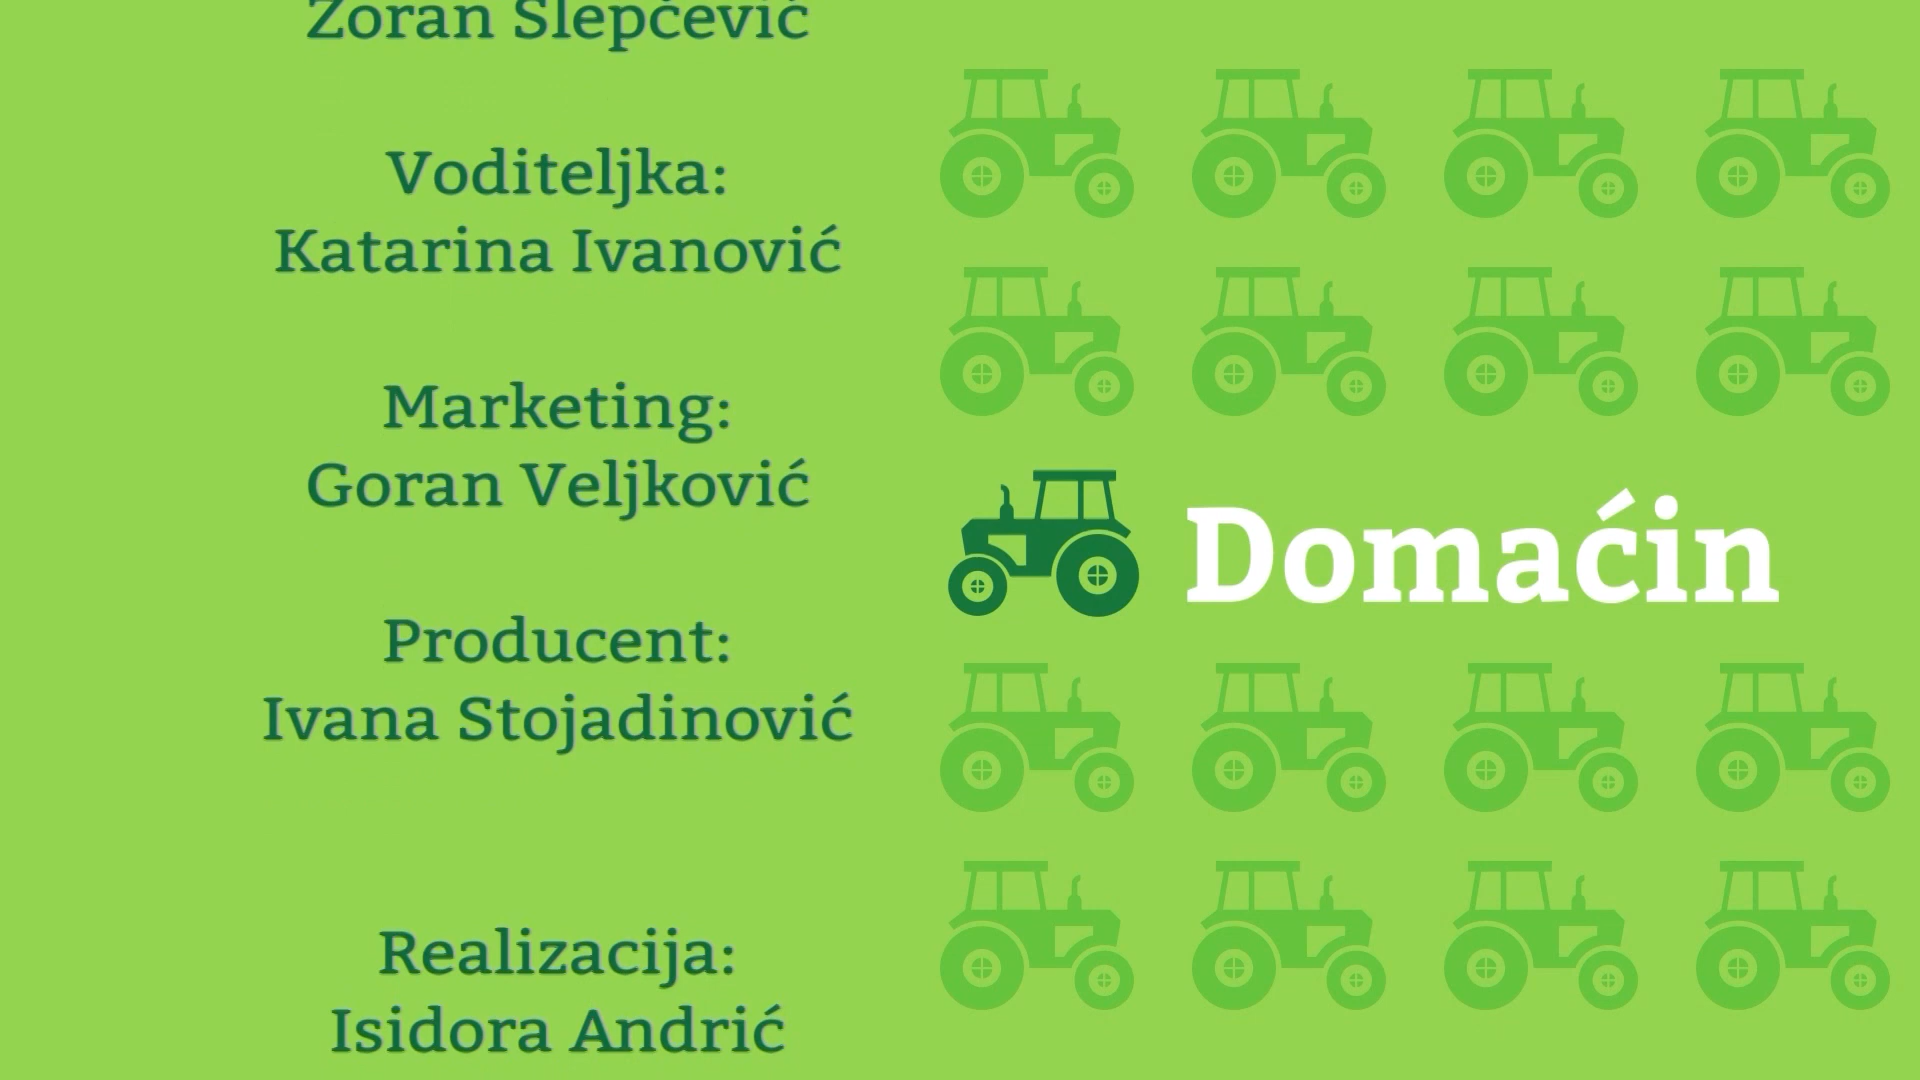 Zoran Slepčević
Voditeljka:
Katarina Ivanović
Marketing:
Goran Veljković
Producent:
Ivana Stojadinović
Realizacija:
Isidora Andrić
Domaćin